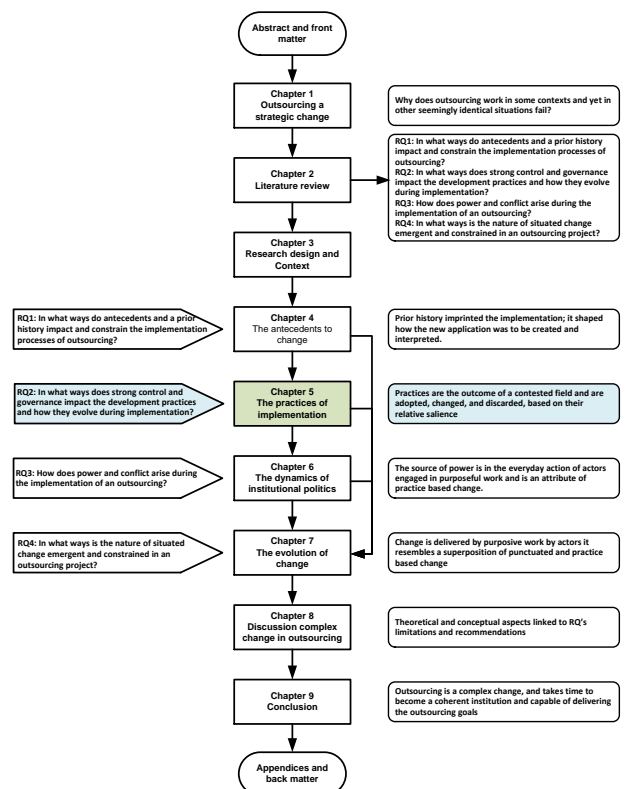 Abstract and front
matter
Chapter 1
Outsourcing a
strategic change
Why does outsourcing work in some contexts and yet in
other seemingly identical situations fail?
Chapter 2
Literature review
RQ1: In what ways do antecedents and a prior history
impact and constrain the implementation processes of
outsourcing?
RQ2: In what ways does strong control and governance
impact the development practices and how they evolve
during implementation?
RQ3: How does power and conflict arise during the
implementation of an outsourcing?
RQ4: In what ways is the nature of situated change
emergent and constrained in an outsourcing project?
Chapter 3
Research design and
Context
RQ1: In what ways do antecedents and a prior
history impact and constrain the implementation
processes of outsourcing?
Chapter 4
The antecedents to
change
Prior history imprinted the implementation; it shaped
how the new application was to be created and
interpreted.
RQ2: In what ways does strong control and
governance impact the development practices
and how they evolve during implementation?
Chapter 5
The practices of
implementation
Practices are the outcome of a contested field and are
adopted, changed, and discarded, based on their
relative salience
RQ3: How does power and conflict arise during
the implementation of an outsourcing?
Chapter 6
The dynamics of
institutional politics
The source of power is in the everyday action of actors
engaged in purposeful work and is an attribute of
practice based change.
RQ4: In what ways is the nature of situated
change emergent and constrained in an
outsourcing project?
Chapter 7
The evolution of
change
Change is delivered by purposive work by actors it
resembles a superposition of punctuated and practice
based change
Chapter 8
Discussion complex
change in outsourcing
Theoretical and conceptual aspects linked to RQ's
limitations and recommendations
Chapter 9
Conclusion
Outsourcing is a complex change, and takes time to
become a coherent institution and capable of delivering
the outsourcing goals
Appendices and
back matter